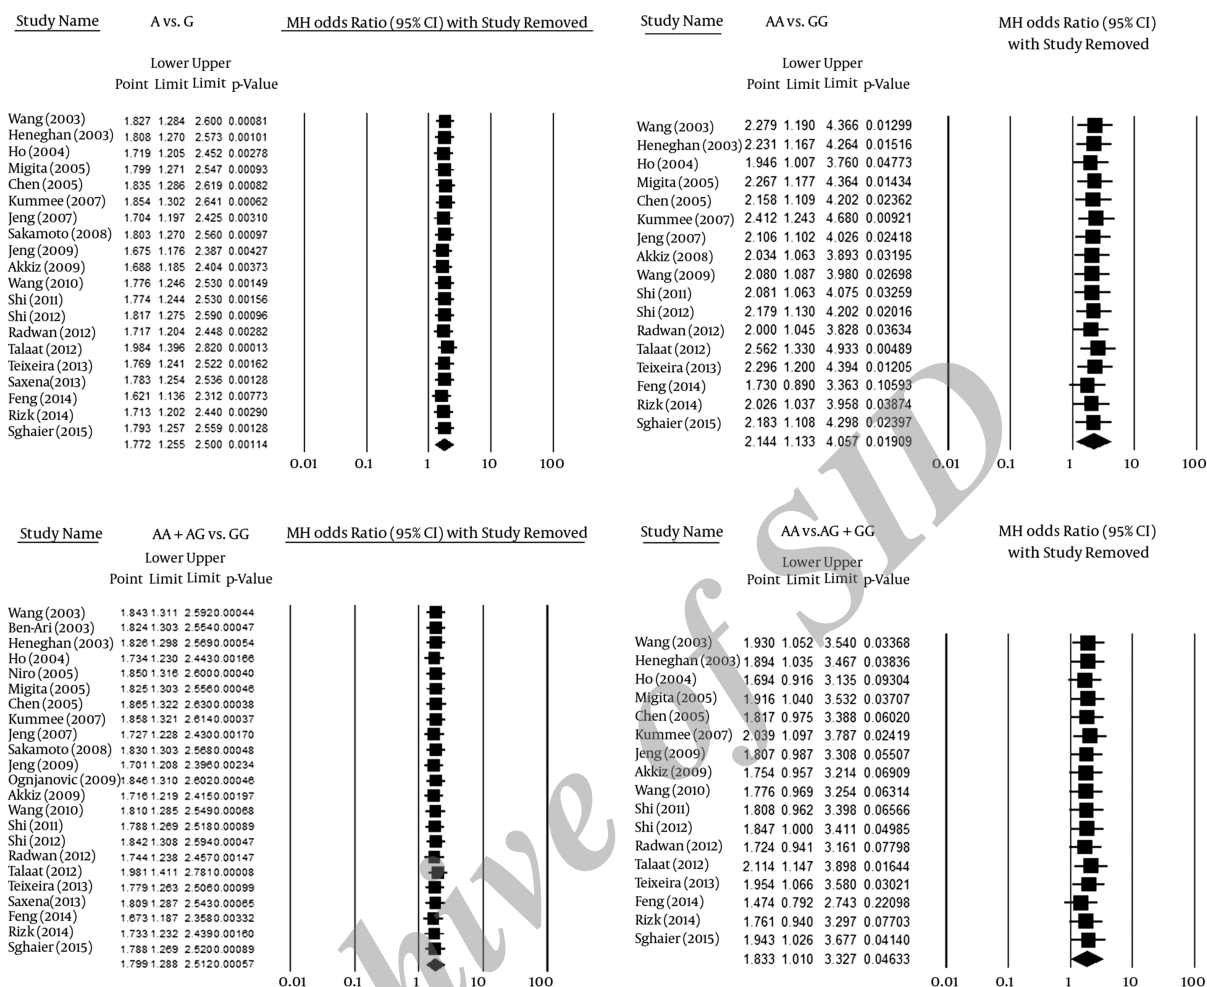 Study Name A vs. G MH odds Ratio (95% CI) with Study Removed
Lower Upper
Point Limit Limit p-Value
Wang (2003) 1.827 1.284 2.600 0.00081
Heneghan (2003) 1.808 1.270 2.573 0.00101
Ho (2004) 1.719 1.205 2.452 0.00278
Migita (2005) 1.799 1.271 2.547 0.00093
Chen (2005) 1.835 1.286 2.619 0.00082
Kummee (2007) 1.854 1.302 2.641 0.00062
Jeng (2007) 1.704 1.197 2.425 0.00310
Sakamoto (2008) 1.803 1.270 2.560 0.00097
Jeng (2009) 1.675 1.176 2.387 0.00427
Akkiz (2009) 1.688 1.185 2.404 0.00373
Wang (2010) 1.776 1.246 2.530 0.00149
Shi (2011) 1.774 1.244 2.530 0.00156
Shi (2012) 1.817 1.275 2.590 0.00096
Radwan (2012) 1.717 1.204 2.448 0.00282
Talaat (2012) 1.984 1.396 2.820 0.00013
Teixeira (2013) 1.769 1.241 2.522 0.00162
Saxena(2013) 1.783 1.254 2.536 0.00128
Feng (2014) 1.621 1.136 2.312 0.00773
Rizk (2014) 1.713 1.202 2.440 0.00290
Sghaier (2015) 1.793 1.257 2.559 0.00128
1.772 1.255 2.500 0.00114
0.01 0.1 1 10 100
Study Name AA vs. GG MH odds Ratio (95% CI)
with Study Removed
Lower Upper
Point Limit Limit p-Value
Wang (2003) 2.279 1.190 4.366 0.01299
Heneghan (2003) 2.231 1.167 4.264 0.01516
Ho (2004) 1.946 1.007 3.760 0.04773
Migita (2005) 2.267 1.177 4.364 0.01434
Chen (2005) 2.158 1.109 4.202 0.02362
Kummee (2007) 2.412 1.243 4.680 0.00921
Jeng (2007) 2.106 1.102 4.026 0.02418
Akkiz (2008) 2.034 1.063 3.893 0.03195
Wang (2009) 2.080 1.087 3.980 0.02698
Shi (2011) 2.081 1.063 4.075 0.03259
Shi (2012) 2.179 1.130 4.202 0.02016
Radwan (2012) 2.000 1.045 3.828 0.03634
Talaat (2012) 2.562 1.330 4.933 0.00489
Teixeira (2013) 2.296 1.200 4.394 0.01205
Feng (2014) 1.730 0.890 3.363 0.10593
Rizk (2014) 2.026 1.037 3.958 0.03874
Sghaier (2015) 2.183 1.108 4.298 0.02397
2.144 1.133 4.057 0.01909
0.01 0.1 1 10 100
Study Name AA + AG vs. GG MH odds Ratio (95% CI) with Study Removed
Lower Upper
Point Limit Limit p-Value
Wang (2003) 1.843 1.311 2.592 0.00044
Ben-Ari (2003) 1.824 1.303 2.554 0.00047
Heneghan (2003) 1.826 1.298 2.569 0.00054
Ho (2004) 1.734 1.230 2.443 0.00166
Niro (2005) 1.850 1.316 2.600 0.00040
Migita (2005) 1.825 1.303 2.556 0.00046
Chen (2005) 1.865 1.322 2.630 0.00038
Kummee (2007) 1.858 1.321 2.614 0.00037
Jeng (2007) 1.727 1.228 2.430 0.00170
Sakamoto (2008) 1.830 1.303 2.568 0.00048
Jeng (2009) 1.701 1.208 2.396 0.00234
Ognjanovic (2009) 1.846 1.310 2.602 0.00046
Akkiz (2009) 1.716 1.219 2.415 0.00197
Wang (2010) 1.810 1.285 2.549 0.00068
Shi (2011) 1.788 1.269 2.518 0.00089
Shi (2012) 1.842 1.308 2.594 0.00047
Radwan (2012) 1.744 1.238 2.457 0.00147
Talaat (2012) 1.981 1.411 2.781 0.00008
Teixeira (2013) 1.779 1.263 2.506 0.00099
Saxena(2013) 1.809 1.287 2.543 0.00065
Feng (2014) 1.673 1.187 2.358 0.00332
Rizk (2014) 1.733 1.232 2.439 0.00160
Sghaier (2015) 1.788 1.269 2.520 0.00089
1.799 1.288 2.512 0.00057
0.01 0.1 1 10 100
Study Name AA vs.AG + GG MH odds Ratio (95% CI)
with Study Removed
Lower Upper
Point Limit Limit p-Value
Wang (2003) 1.930 1.052 3.540 0.03368
Heneghan (2003) 1.894 1.035 3.467 0.03836
Ho (2004) 1.694 0.916 3.135 0.09304
Migita (2005) 1.916 1.040 3.532 0.03707
Chen (2005) 1.817 0.975 3.388 0.06020
Kummee (2007) 2.039 1.097 3.787 0.02419
Jeng (2009) 1.807 0.987 3.308 0.05507
Akkiz (2009) 1.754 0.957 3.214 0.06909
Wang (2010) 1.776 0.969 3.254 0.06314
Shi (2011) 1.808 0.962 3.398 0.06566
Shi (2012) 1.847 1.000 3.411 0.04985
Radwan (2012) 1.724 0.941 3.161 0.07798
Talaat (2012) 2.114 1.147 3.898 0.01644
Teixeira (2013) 1.954 1.066 3.580 0.03021
Feng (2014) 1.474 0.792 2.743 0.22098
Rizk (2014) 1.761 0.940 3.297 0.07703
Sghaier (2015) 1.943 1.026 3.677 0.04140
1.833 1.010 3.327 0.04633
0.01 0.1 1 10 100
hive of SID